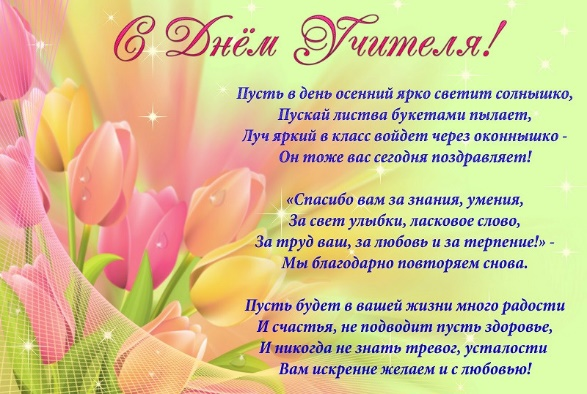 С Днём Учителя!
Пусть в день осенний ярко светит солнышко,
Пускай листва букетами пылает,
Луч яркий в класс войдет через оконнышко -
Он тоже вас сегодня поздравляет!
«Спасибо вам за знания, умения,
За свет улыбки, ласковое слово,
За труд ваш, за любовь и за терпение!» -
Мы благодарно повторяем снова.
Пусть будет в вашей жизни много радости
И счастья, не подводит пусть здоровье,
И никогда не знать тревог, усталости
Вам искренне желаем и с любовью!